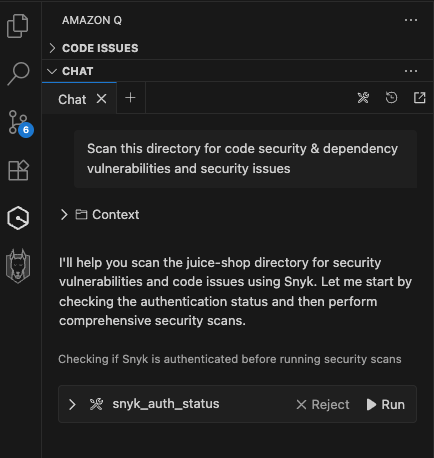 AMAZON Q
CODE ISSUES
CHAT
Chat
6
Scan this directory for code security & dependency
vulnerabilities and security issues
Context
I'll help you scan the juice-shop directory for security
vulnerabilities and code issues using Snyk. Let me start by
checking the authentication status and then perform
comprehensive security scans.
Checking if Snyk is authenticated before running security scans
snyk_auth_status Reject Run